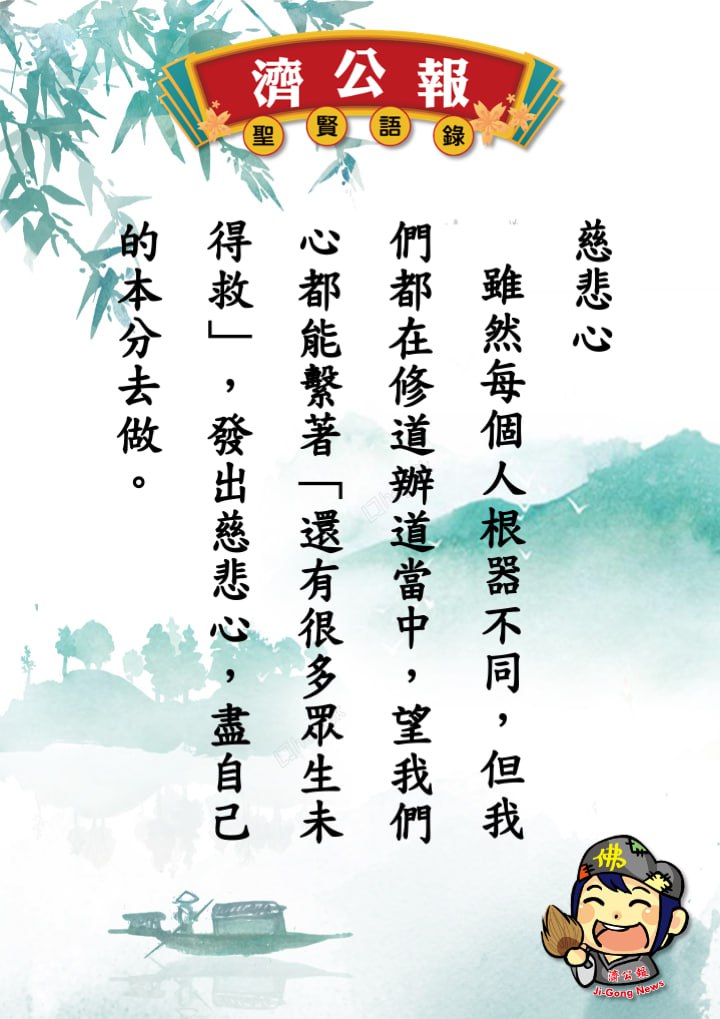 濟公報
聖賢語錄
慈悲心
雖然每個人根器不同，但我
們都在修道辦道當中，望我們
心都能繫著「還有很多眾生未
得救」，發出慈悲心，盡自己
的本分去做。
佛
濟公報
Ji-Gong News